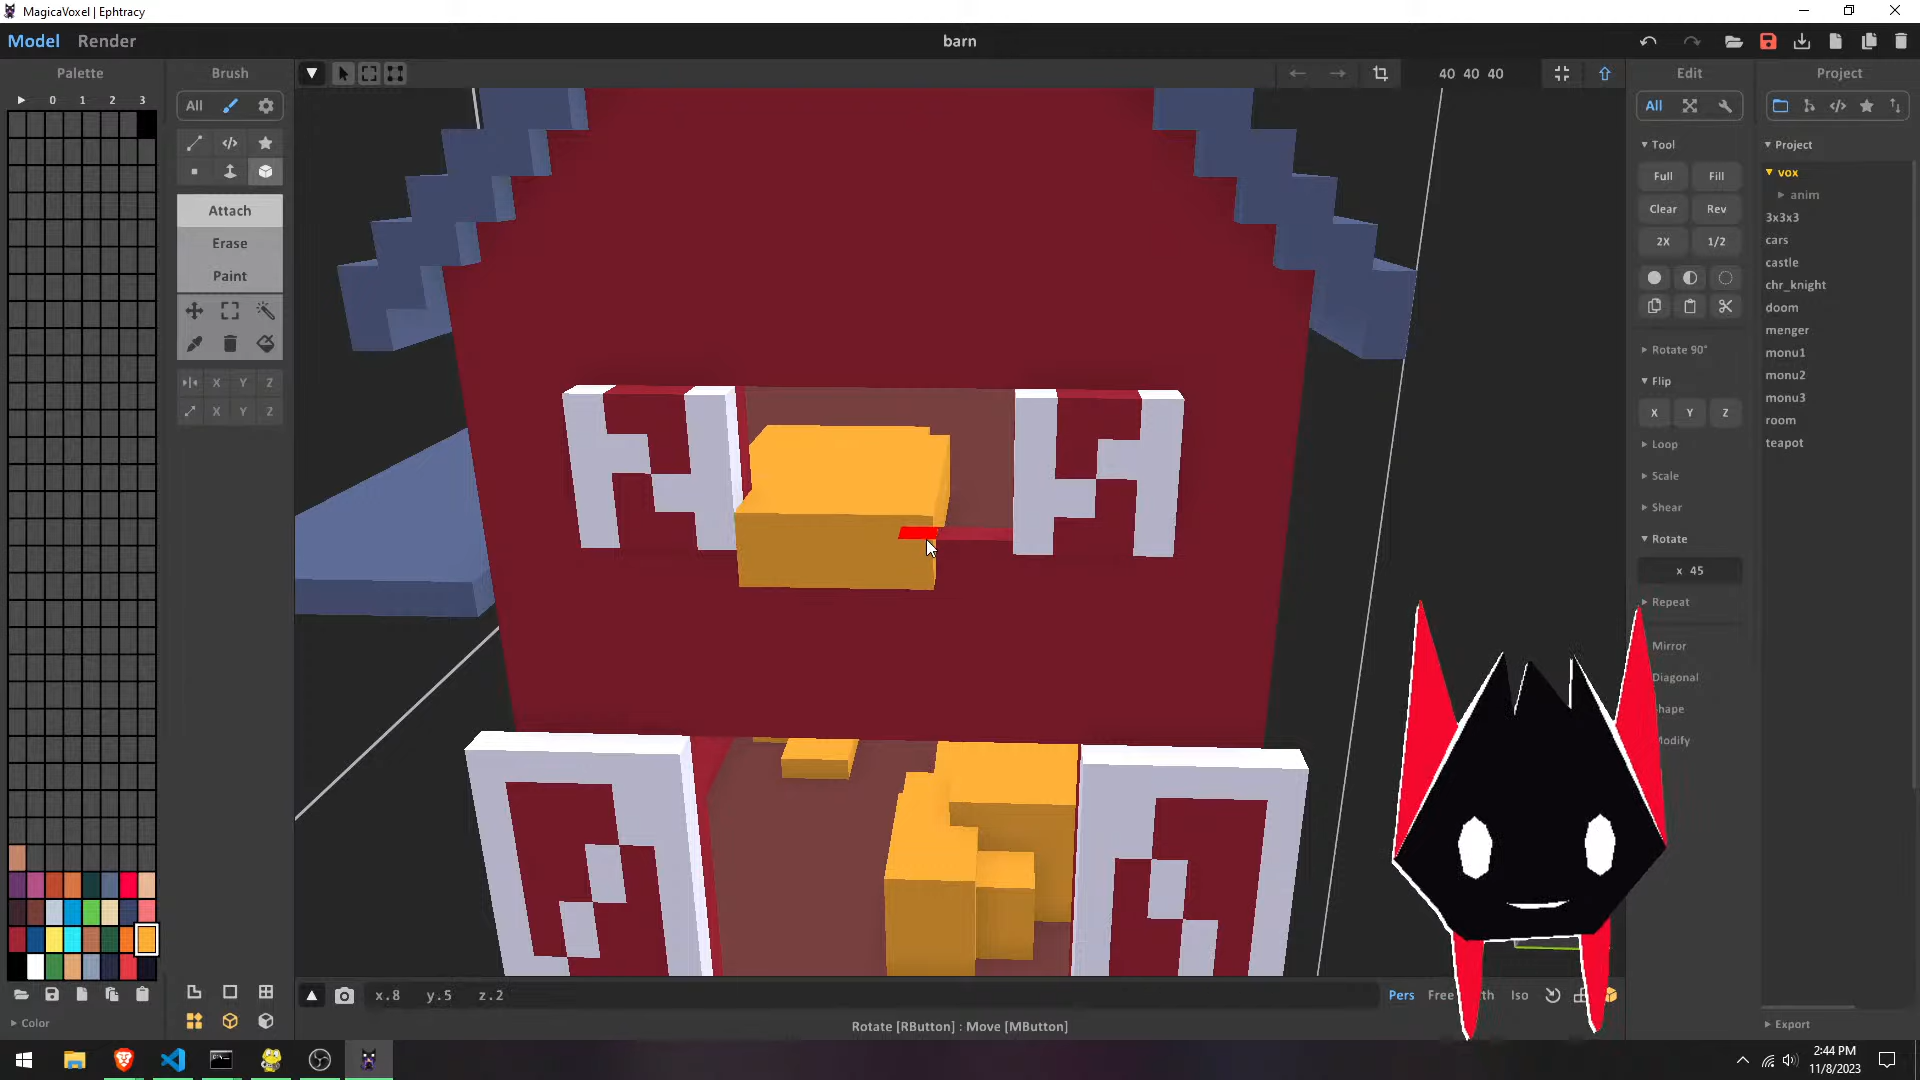 MagicaVoxel | Ephtracy
Model Render
barn
Palette
Brush
40 40 40
Edit
Project
0 1 2 3
All
All
Tool
Project
Full Fill
vox
anim
Attach
Clear Rev
3x3x3
Erase
2X 1/2
cars
castle
Paint
chr_knight
doom
menger
Rotate 90°
monu1
Flip
monu2
X Y Z
X Y Z
X Y Z
monu3
room
Loop
teapot
Scale
Shear
Rotate
x 45
Repeat
Mirror
Diagonal
hape
odify
x.8 y.5 z.2
Pers Free th Iso
Color
Rotate [RButton] : Move [MButton]
Export
2:44 PM
11/8/2023